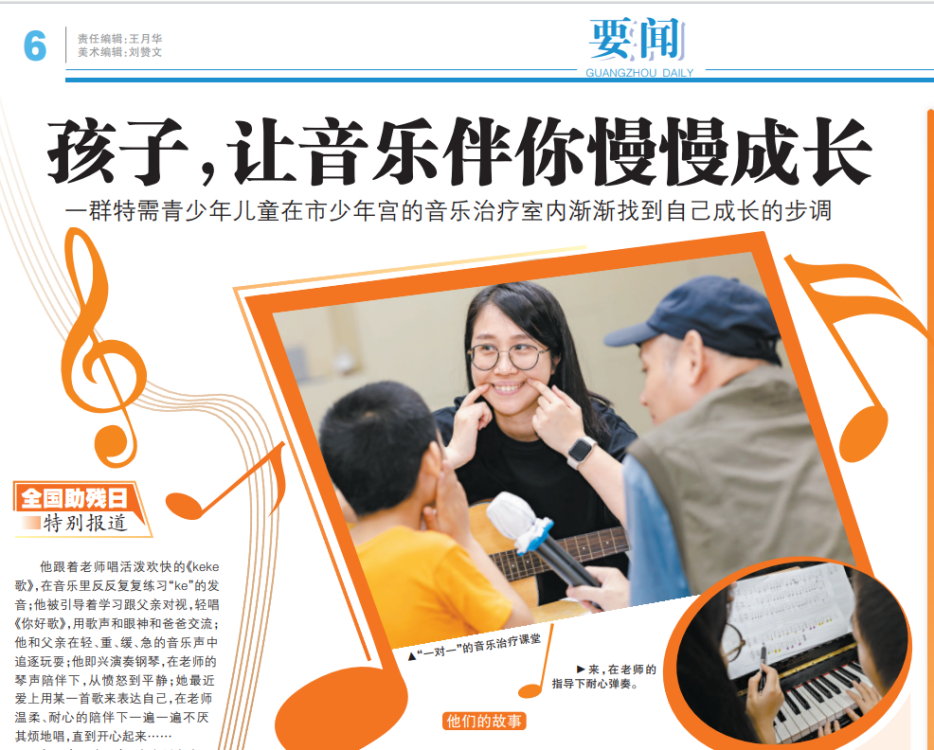 6
责任编辑:王月华
美术编辑:刘赞文
要闻
GUANGZHOU DAILY
孩子,让音乐伴你慢慢成长
一群特需青少年儿童在市少年宫的音乐治疗室内渐渐找到自己成长的步调
全国助残日
特别报道
他跟着老师唱活泼欢快的《keke
歌》,在音乐里反反复复练习“ke”的发
音;他被引导着学习跟父亲对视,轻唱
《你好歌》,用歌声和眼神和爸爸交流;
他和父亲在轻、重、缓、急的音乐声中
追逐玩耍;他即兴演奏钢琴,在老师的
琴声陪伴下,从愤怒到平静;她最近
爱上用某一首歌来表达自己,在老师
温柔、耐心的陪伴下一遍一遍不厌
其烦地唱,直到开心起来……
▲“一对一”的音乐治疗课堂
▶来,在老师的
指导下耐心弹奏。
他们的故事